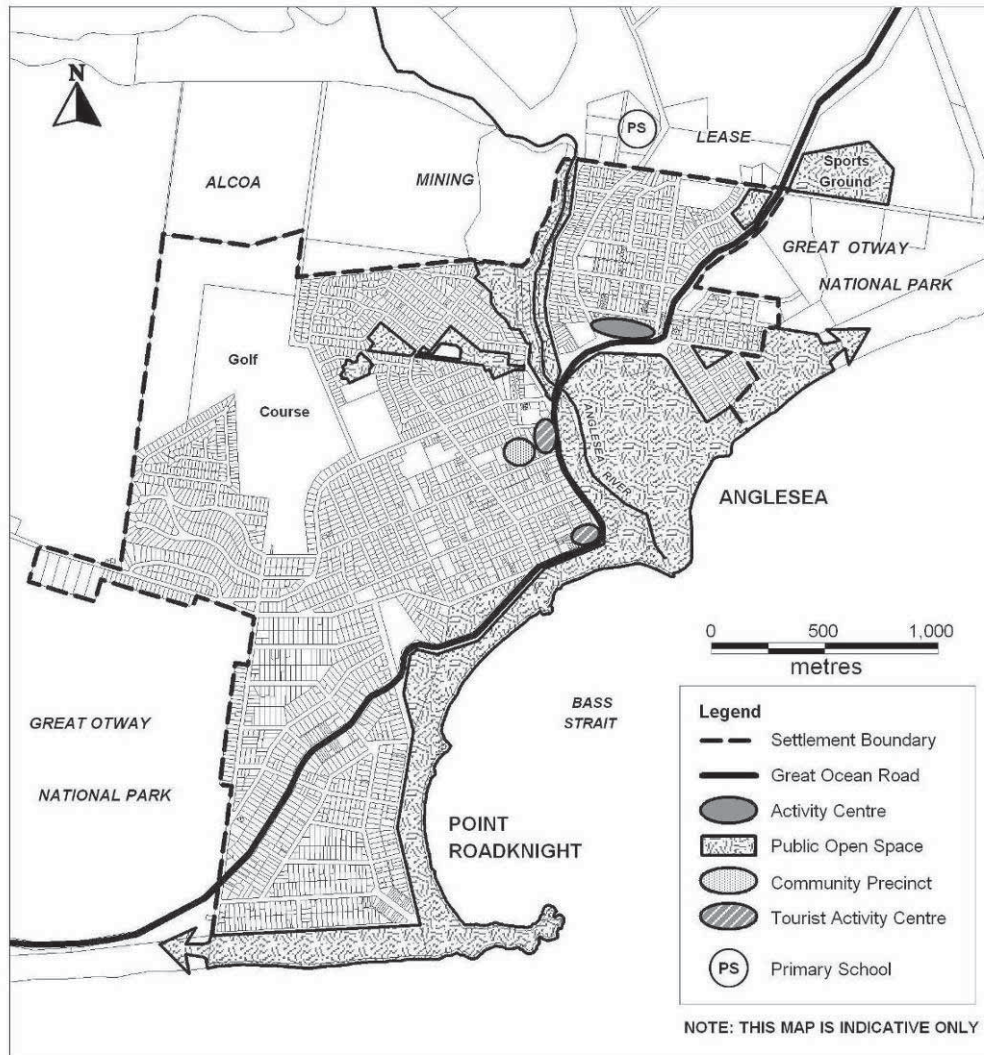 N
PS
LEASE
Sports
Ground
ALCOA
MINING
GREAT OTWAY
NATIONAL PARK
Golf
Course
ANGLESEA RIVER
ANGLESEA
0 500 1,000
metres
BASS
STRAIT
GREAT OTWAY
NATIONAL PARK
POINT
ROADKNIGHT
Legend
Settlement Boundary
Great Ocean Road
Activity Centre
Public Open Space
Community Precinct
Tourist Activity Centre
PS Primary School
NOTE: THIS MAP IS INDICATIVE ONLY